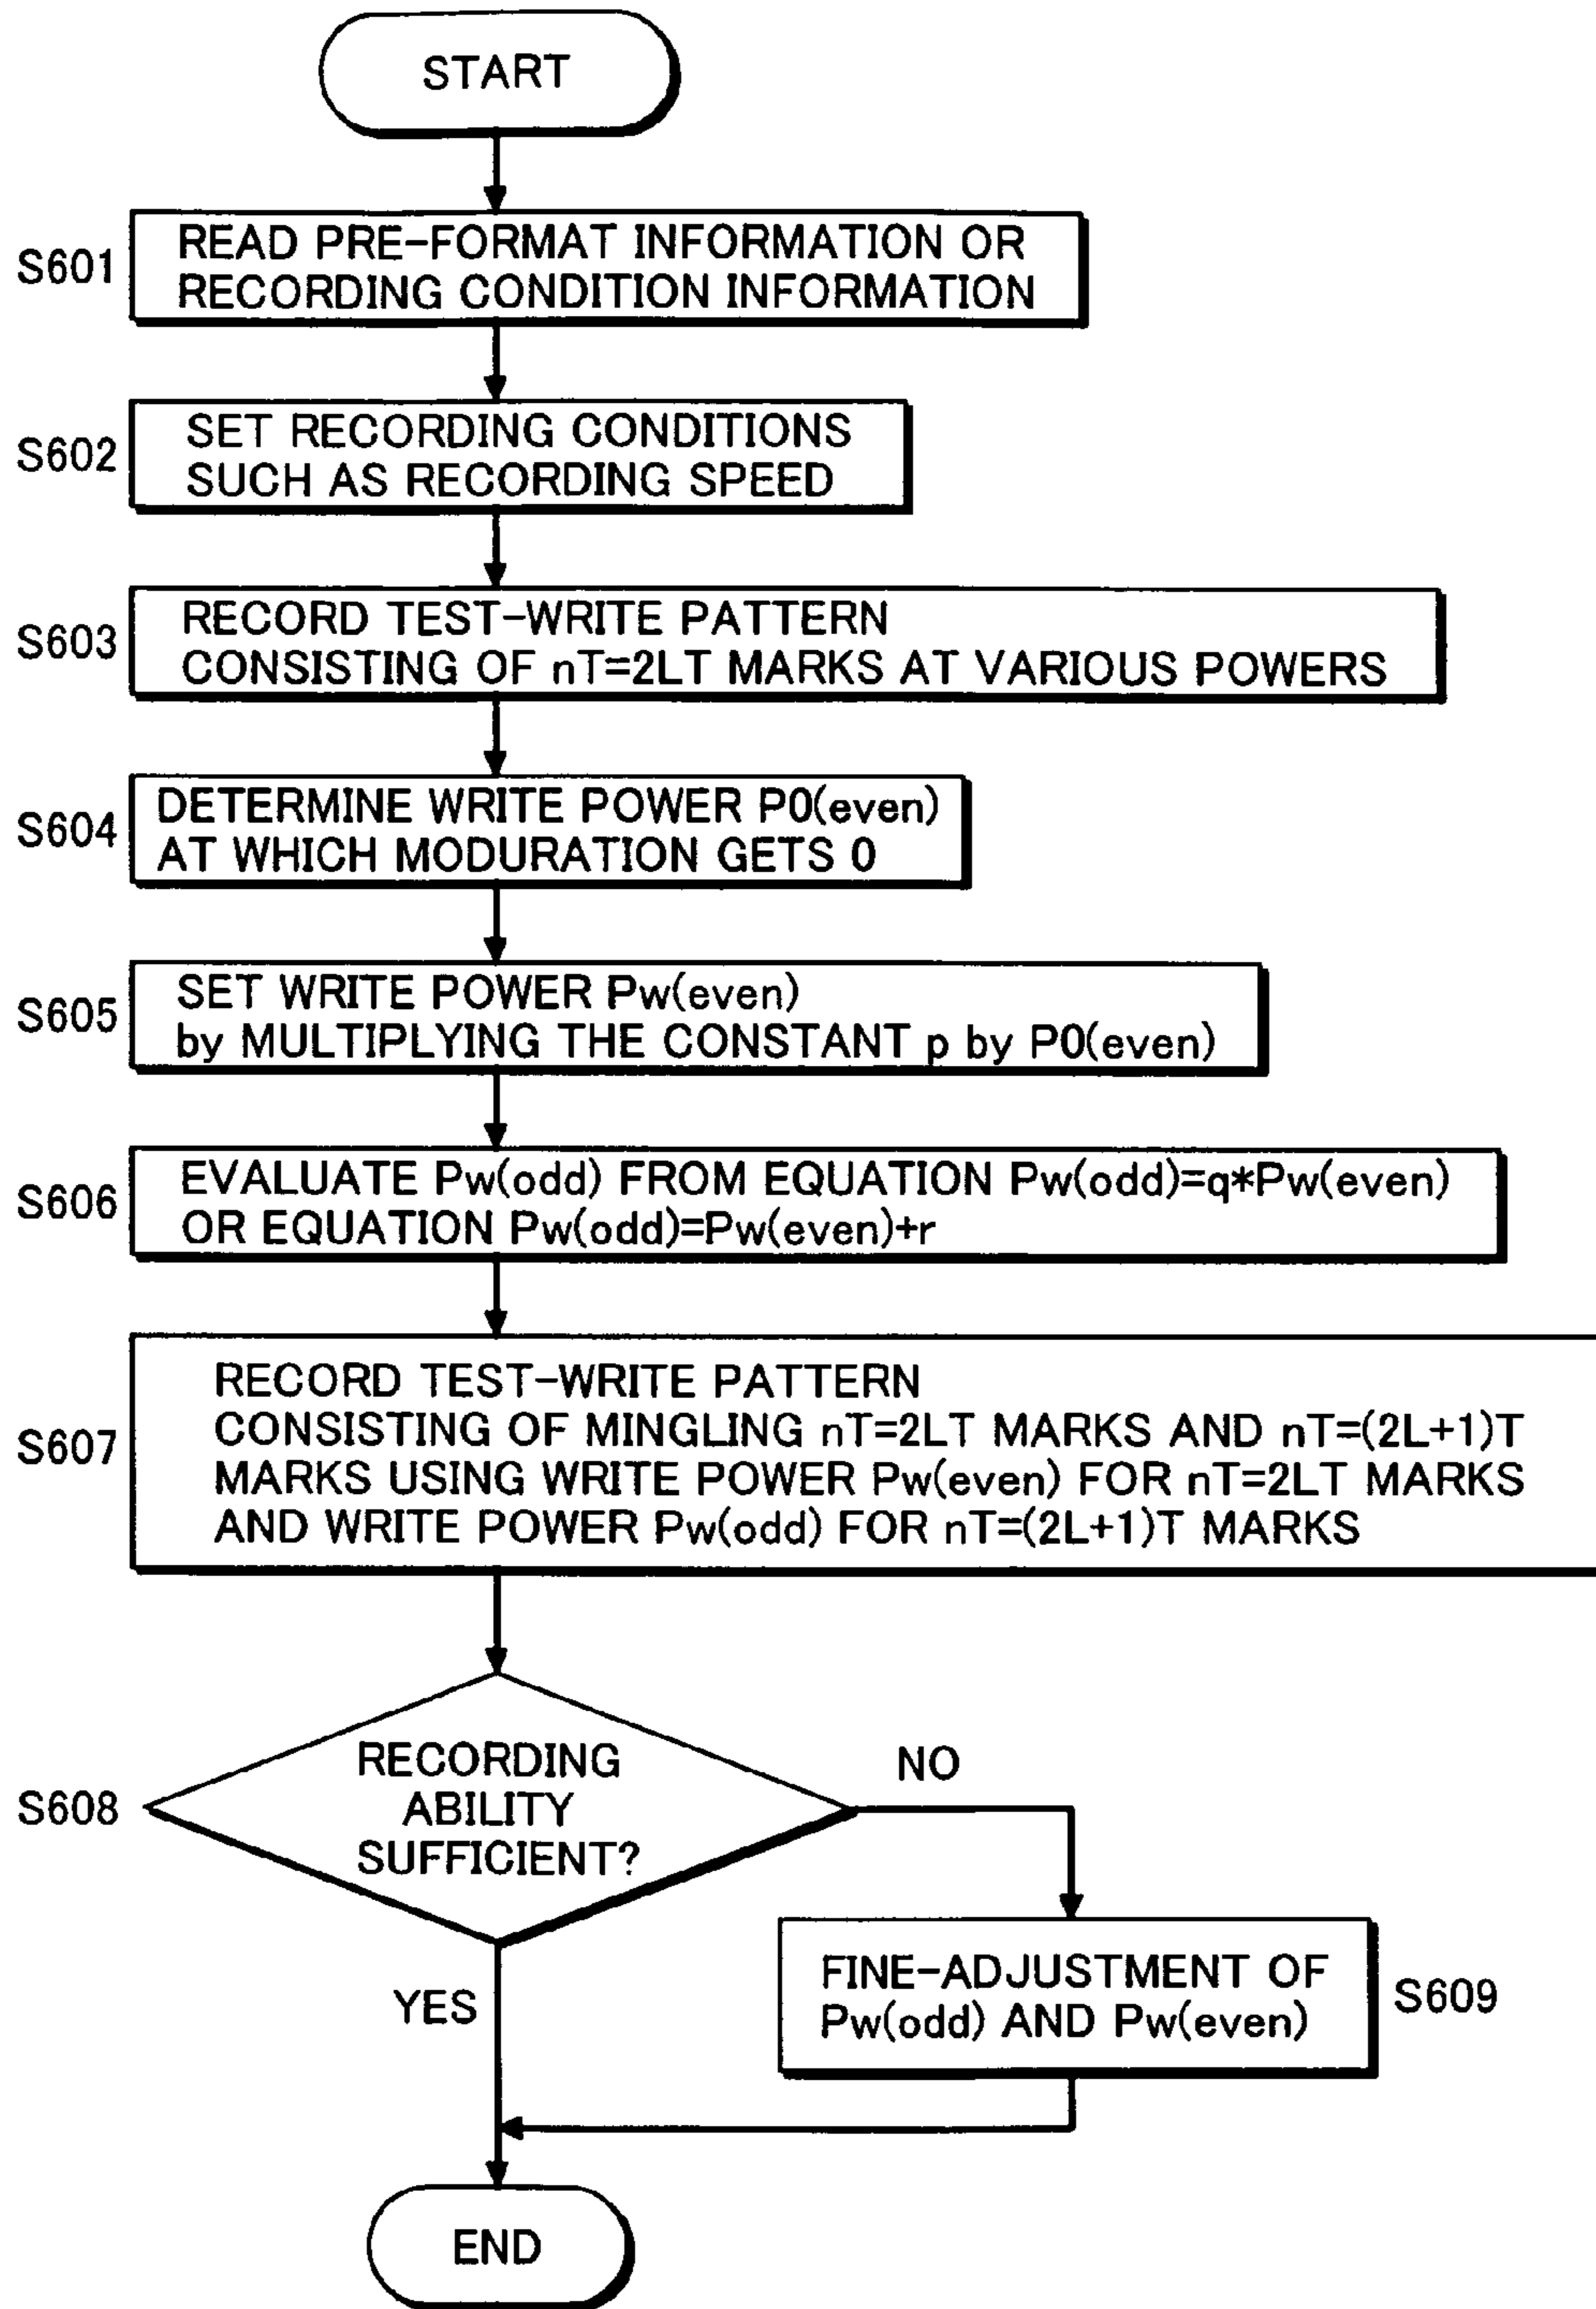 START
S601
READ PRE-FORMAT INFORMATION OR
RECORDING CONDITION INFORMATION
S602
SET RECORDING CONDITIONS
SUCH AS RECORDING SPEED
S603
RECORD TEST-WRITE PATTERN
CONSISTING OF nT=2LT MARKS AT VARIOUS POWERS
S604
DETERMINE WRITE POWER P0(even)
AT WHICH MODURATION GETS 0
S605
SET WRITE POWER Pw(even)
by MULTIPLYING THE CONSTANT p by P0(even)
S606
EVALUATE Pw(odd) FROM EQUATION Pw(odd)=q*Pw(even)
OR EQUATION Pw(odd)=Pw(even)+r
S607
RECORD TEST-WRITE PATTERN
CONSISTING OF MINGLING nT=2LT MARKS AND nT=(2L+1)T
MARKS USING WRITE POWER Pw(even) FOR nT=2LT MARKS
AND WRITE POWER Pw(odd) FOR nT=(2L+1)T MARKS
S608
RECORDING
ABILITY
SUFFICIENT?
NO
YES
FINE-ADJUSTMENT OF
Pw(odd) AND Pw(even)
S609
END